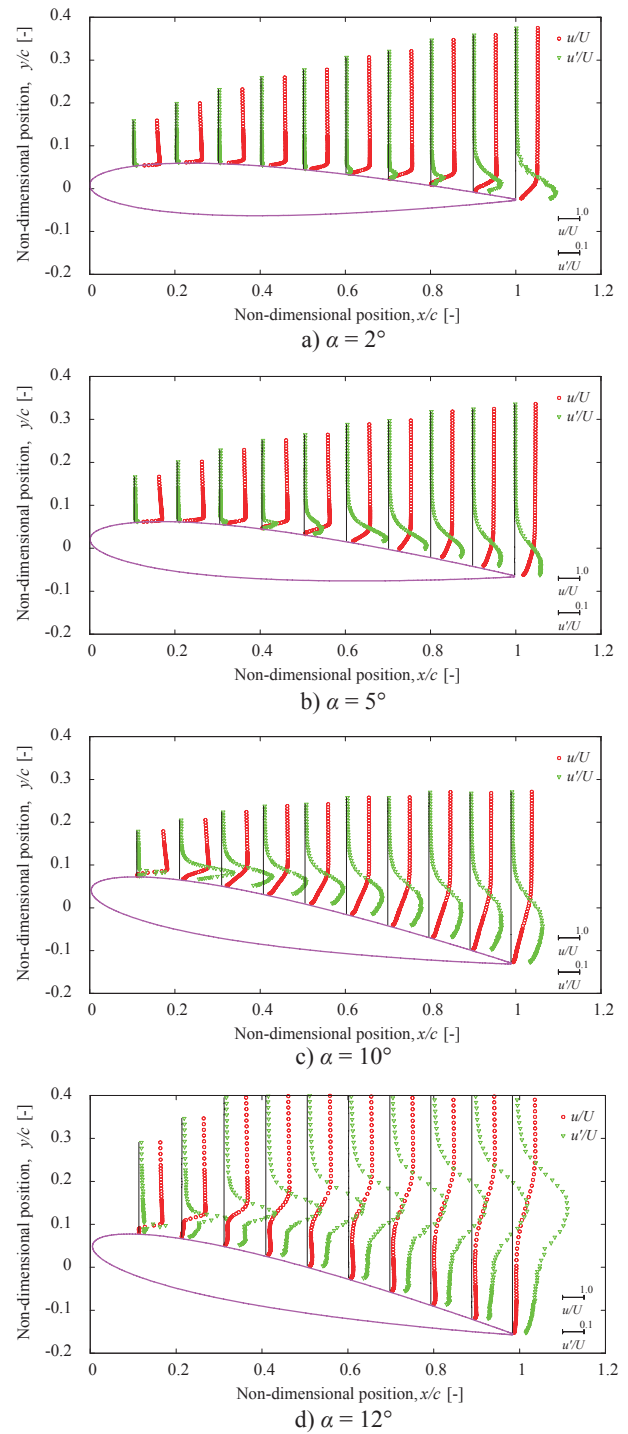 0.4
0.3
0.2
0.1
0
-0.1
-0.2
Non-dimensional position, y/c [-]
u/U
u'/U
1.0
u/U
0.1
u'/U
0 0.2 0.4 0.6 0.8 1 1.2
Non-dimensional position, x/c [-]
a) α = 2°
0.4
0.3
0.2
0.1
0
-0.1
-0.2
Non-dimensional position, y/c [-]
u/U
u'/U
1.0
u/U
0.1
u'/U
0 0.2 0.4 0.6 0.8 1 1.2
Non-dimensional position, x/c [-]
b) α = 5°
0.4
0.3
0.2
0.1
0
-0.1
-0.2
Non-dimensional position, y/c [-]
u/U
u'/U
1.0
u/U
0.1
u'/U
0 0.2 0.4 0.6 0.8 1 1.2
Non-dimensional position, x/c [-]
c) α = 10°
0.4
0.3
0.2
0.1
0
-0.1
-0.2
Non-dimensional position, y/c [-]
u/U
u'/U
1.0
u/U
0.1
u'/U
0 0.2 0.4 0.6 0.8 1 1.2
Non-dimensional position, x/c [-]
d) α = 12°